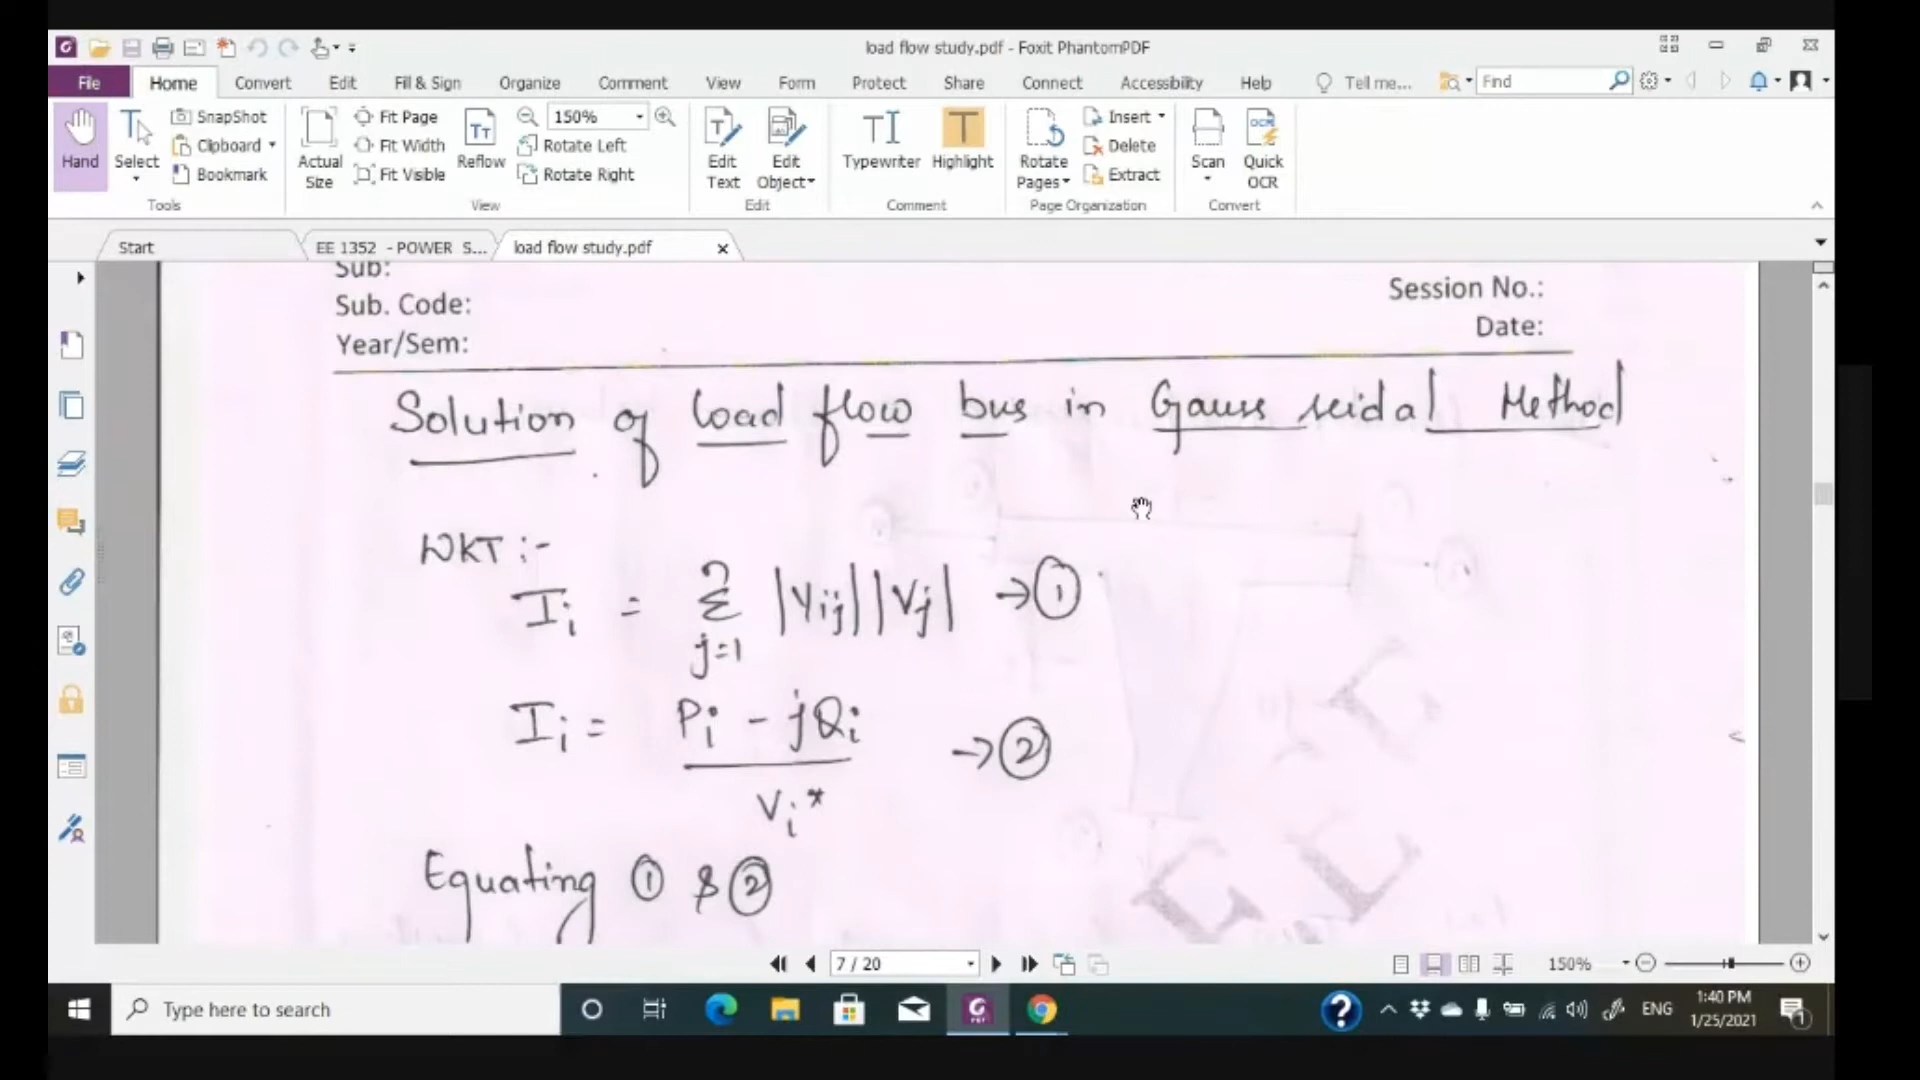 load flow study.pdf - Foxit PhantomPDF
File Home Convert Edit Fill & Sign Organize Comment View Form Protect Share Connect Accessibility Help Tell me... Find
Hand
Select
SnapShot
Clipboard
Bookmark
Tools
Actual Size
Fit Page
Fit Width
Fit Visible
Reflow
150%
Rotate Left
Rotate Right
View
Edit Text
Edit Object
Edit
Typewriter
Highlight
Comment
Rotate Pages
Insert
Delete
Extract
Page Organization
Scan
Quick OCR
Convert
Start
EE 1352 - POWER S...
load flow study.pdf
Sub:
Sub. Code:
Year/Sem:
Session No.:
Date:
Solution of load flow bus in Gauss seidal Method
WKT :-
Ii = n Σ j=1 |Yij| |Vj| → ①
Ii = Pi - jQi / Vi* → ②
Equating ① & ②
7 / 20
150%
Type here to search
ENG
1:40 PM
1/25/2021